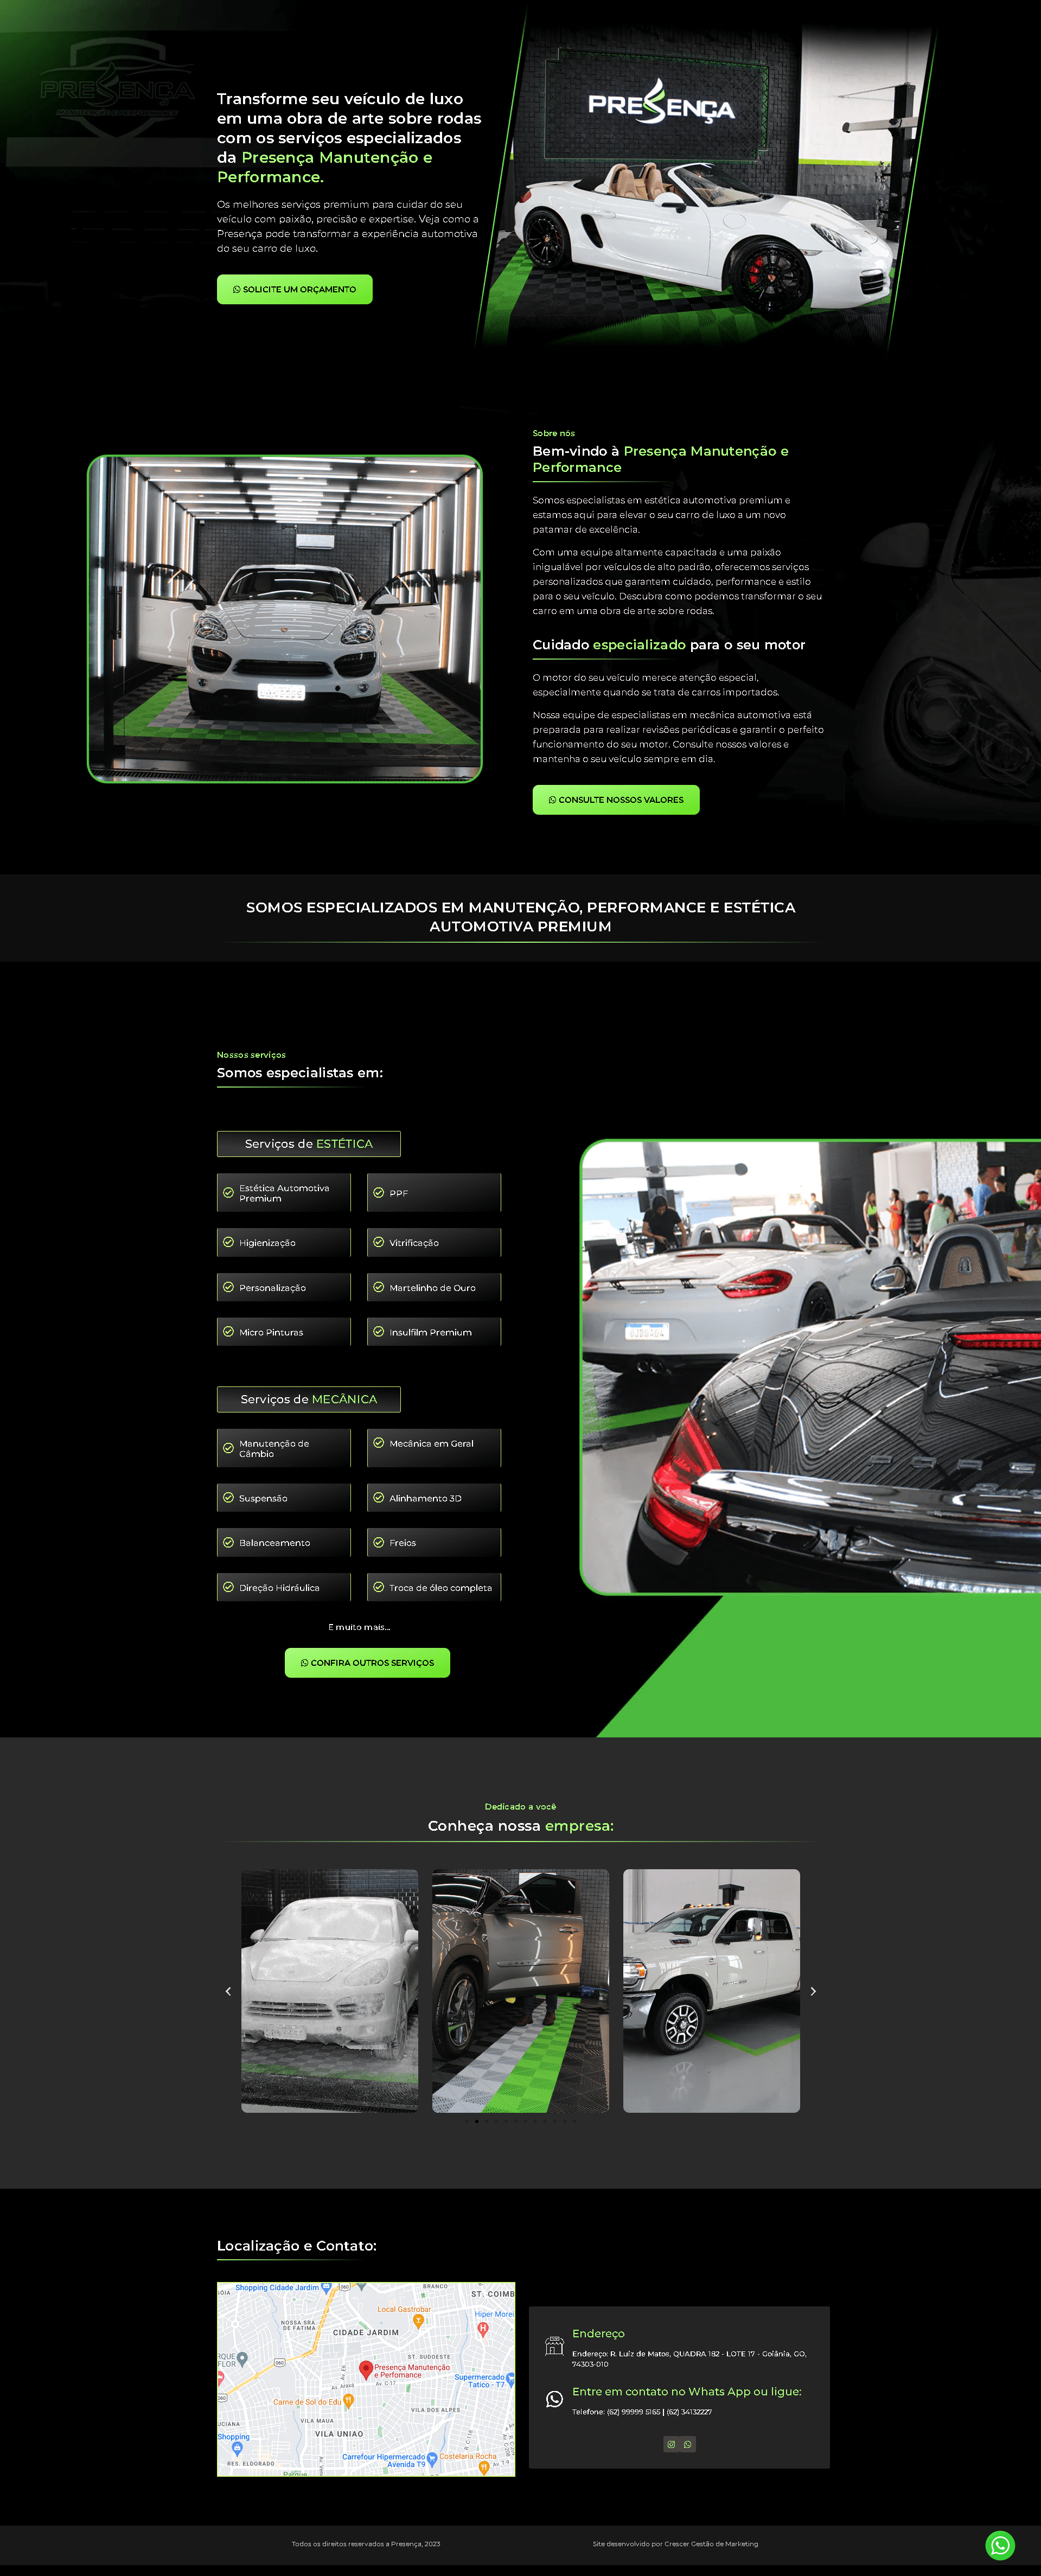 PRESENÇA
MANUTENÇÃO E PERFORMANCE
Transforme seu veículo de luxo
em uma obra de arte sobre rodas
com os serviços especializados
da Presença Manutenção e
Performance.
Os melhores serviços premium para cuidar do seu
veículo com paixão, precisão e expertise. Veja como a
Presença pode transformar a experiência automotiva
do seu carro de luxo.
SOLICITE UM ORÇAMENTO
PRESENÇA
Sobre nós
Bem-vindo à Presença Manutenção e
Performance
Somos especialistas em estética automotiva premium e
estamos aqui para elevar o seu carro de luxo a um novo
patamar de excelência.
Com uma equipe altamente capacitada e uma paixão
inigualável por veículos de alto padrão, oferecemos serviços
personalizados que garantem cuidado, performance e estilo
para o seu veículo. Descubra como podemos transformar o seu
carro em uma obra de arte sobre rodas.
Cuidado especializado para o seu motor
O motor do seu veículo merece atenção especial,
especialmente quando se trata de carros importados.
Nossa equipe de especialistas em mecânica automotiva está
preparada para realizar revisões periódicas e garantir o perfeito
funcionamento do seu motor. Consulte nossos valores e
mantenha o seu veículo sempre em dia.
CONSULTE NOSSOS VALORES
SOMOS ESPECIALIZADOS EM MANUTENÇÃO, PERFORMANCE E ESTÉTICA
AUTOMOTIVA PREMIUM
Nossos serviços
Somos especialistas em:
Serviços de ESTÉTICA
Estética Automotiva
Premium
PPF
Higienização
Vitrificação
Personalização
Martelinho de Ouro
Micro Pinturas
Insulfilm Premium
Serviços de MECÂNICA
Manutenção de
Câmbio
Mecânica em Geral
Suspensão
Alinhamento 3D
Balanceamento
Freios
Direção Hidráulica
Troca de óleo completa
E muito mais...
CONFIRA OUTROS SERVIÇOS
Dedicado a você
Conheça nossa empresa:
Localização e Contato:
Shopping Cidade Jardim
060
BRANCO
ST. COIMB
Local Gastrobar
Hiper Morei
NOSSA SRA.
DE FATIMA
CIDADE JARDIM
ST. SUDOESTE
FLOR
060
Presença Manutenção
e Perfomance
Supermercado
Tatico - T7
Av. C-17
Carne de Sol do Edu
060
VILA DOS ALPES
UCIANA
VILA MAUA
Shopping
VILA UNIAO
Carrefour Hipermercado
Avenida T9
Costelaria Rocha
RES. ELDORADO
Endereço
Endereço: R. Luíz de Matos, QUADRA 182 - LOTE 17 - Goiânia, GO,
74303-010
Entre em contato no Whats App ou ligue:
Telefone: (62) 99999 5165 | (62) 34132227
Todos os direitos reservados a Presença, 2023
Site desenvolvido por Crescer Gestão de Marketing